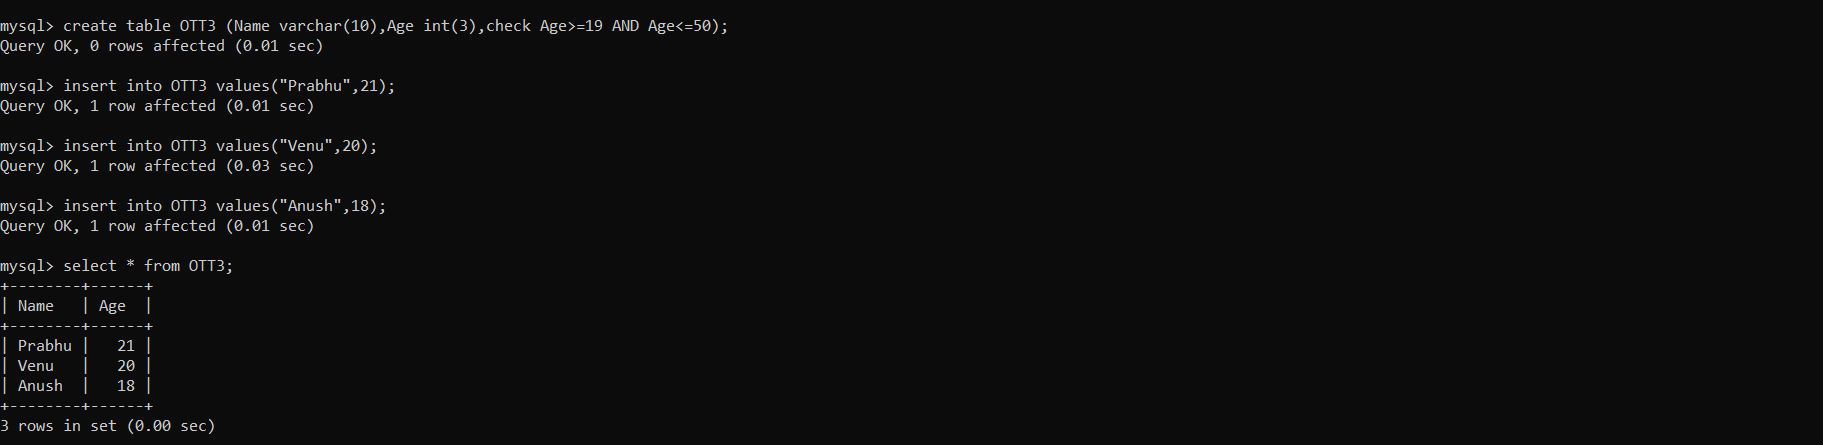 mysql> create table OTT3 (Name varchar(10),Age int(3),check Age>=19 AND Age<=50);
Query OK, 0 rows affected (0.01 sec)
mysql> insert into OTT3 values("Prabhu",21);
Query OK, 1 row affected (0.01 sec)
mysql> insert into OTT3 values("Venu",20);
Query OK, 1 row affected (0.03 sec)
mysql> insert into OTT3 values("Anush",18);
Query OK, 1 row affected (0.01 sec)
mysql> select * from OTT3;
+--------+------+
| Name   | Age  |
+--------+------+
| Prabhu |   21 |
| Venu   |   20 |
| Anush  |   18 |
+--------+------+
3 rows in set (0.00 sec)